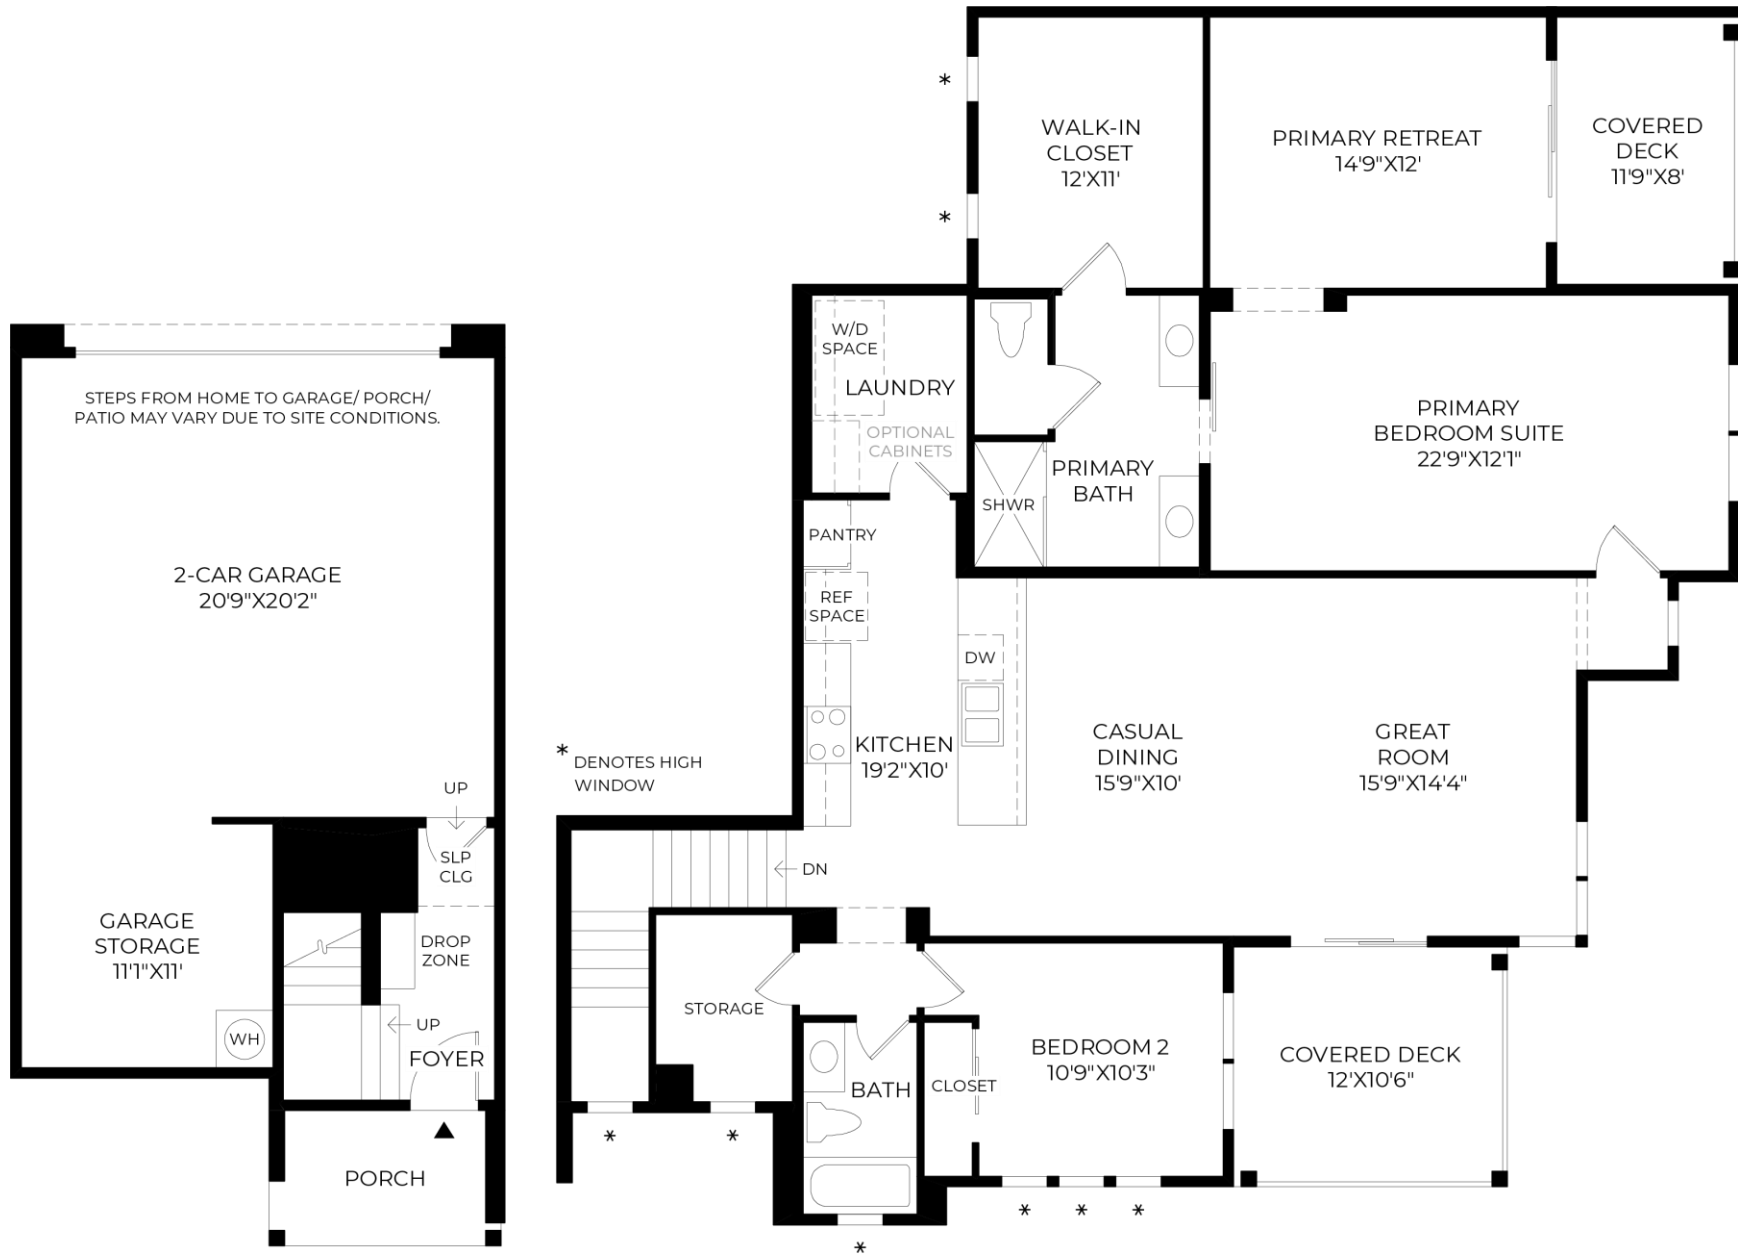 STEPS FROM HOME TO GARAGE/ PORCH/
PATIO MAY VARY DUE TO SITE CONDITIONS.
2-CAR GARAGE
20'9"X20'2"
UP
SLP
CLG
GARAGE
STORAGE
11'1"X11'
DROP
ZONE
UP
WH
FOYER
PORCH
*
*
WALK-IN
CLOSET
12'X11'
PRIMARY RETREAT
14'9"X12'
COVERED
DECK
11'9"X8'
W/D
SPACE
LAUNDRY
OPTIONAL
CABINETS
PRIMARY
BATH
SHWR
PRIMARY
BEDROOM SUITE
22'9"X12'1"
PANTRY
REF
SPACE
DW
KITCHEN
19'2"X10'
CASUAL
DINING
15'9"X10'
GREAT
ROOM
15'9"X14'4"
* DENOTES HIGH
WINDOW
DN
STORAGE
BATH
CLOSET
BEDROOM 2
10'9"X10'3"
COVERED DECK
12'X10'6"
*
*
*
*
*
*